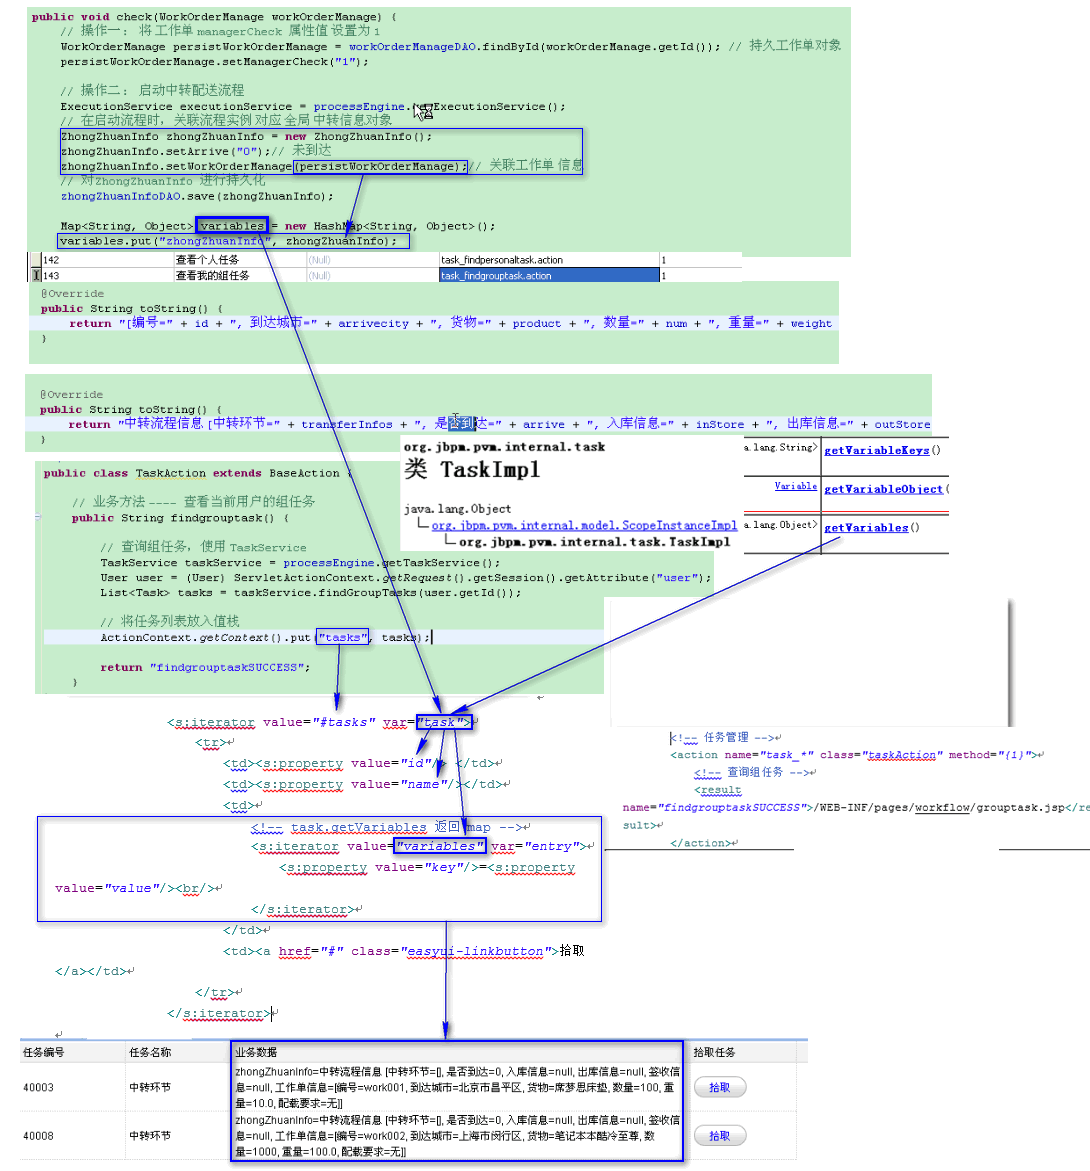 public void check(WorkOrderManage workOrderManage) {
// 操作一： 将 工作单 managerCheck 属性值 设置为 1
WorkOrderManage persistWorkOrderManage = workOrderManageDAO.findById(workOrderManage.getId()); // 持久工作单对象
persistWorkOrderManage.setManagerCheck("1");
// 操作二： 启动中转配送流程
ExecutionService executionService = processEngine. ExecutionService();
// 在启动流程时，关联流程实例 对应 全局 中转信息对象
ZhongZhuanInfo zhongZhuanInfo = new ZhongZhuanInfo();
zhongZhuanInfo.setArrive("0");// 未到达
zhongZhuanInfo.setWorkOrderManage(persistWorkOrderManage);// 关联工作单 信息
// 对ZhongZhuanInfo 进行持久化
zhongZhuanInfoDAO.save(zhongZhuanInfo);
Map<String, Object> variables = new HashMap<String, Object>();
variables.put("zhongZhuanInfo", zhongZhuanInfo);
142 查看个人任务 (Null) task_findpersonaltask.action 1
143 查看我的组任务 (Null) task_findgrouptask.action 1
@Override
public String toString() {
return "[编号=" + id + ", 到达城市=" + arrivecity + ", 货物=" + product + ", 数量=" + num + ", 重量=" + weight
}
@Override
public String toString() {
return "中转流程信息 [中转环节=" + transferInfos + ", 是否到达=" + arrive + ", 入库信息=" + inStore + ", 出库信息=" + outStore
}
org.jbpm.pvm.internal.task
类 TaskImpl
java.lang.Object
org.jbpm.pvm.internal.model.ScopeInstanceImpl
org.jbpm.pvm.internal.task.TaskImpl
a.lang.String> getVariableKeys()
Variable getVariableObject(
a.lang.Object> getVariables()
public class TaskAction extends BaseAction {
// 业务方法 ---- 查看当前用户的组任务
public String findgrouptask() {
// 查询组任务，使用 TaskService
TaskService taskService = processEngine.getTaskService();
User user = (User) ServletActionContext.getRequest().getSession().getAttribute("user");
List<Task> tasks = taskService.findGroupTasks(user.getId());
// 将任务列表放入值栈
ActionContext.getContext().put("tasks", tasks);
return "findgrouptaskSUCCESS";
}
<s:iterator value="#tasks" var="task">
<tr>
<td><s:property value="id"/> </td>
<td><s:property value="name"/></td>
<td>
<!-- task.getVariables 返回 map -->
<s:iterator value="variables" var="entry">
<s:property value="key"/>=<s:property
value="value"/><br/>
</s:iterator>
</td>
<td><a href="#" class="easyui-linkbutton">拾取
</a></td>
</tr>
</s:iterator>
<!-- 任务管理 -->
<action name="task_*" class="taskAction" method="{1}">
<!-- 查询组任务 -->
<result
name="findgrouptaskSUCCESS">/WEB-INF/pages/workflow/grouptask.jsp</re
sult>
</action>
任务编号 任务名称 业务数据 拾取任务
40003 中转环节 zhongZhuanInfo=中转流程信息 [中转环节=[], 是否到达=0, 入库信息=null, 出库信息=null, 签收信
息=null, 工作单信息=[编号=work001, 到达城市=北京市昌平区, 货物=席梦思床垫, 数量=100, 重
量=10.0, 配载要求=无]] 拾取
40008 中转环节 zhongZhuanInfo=中转流程信息 [中转环节=[], 是否到达=0, 入库信息=null, 出库信息=null, 签收信
息=null, 工作单信息=[编号=work002, 到达城市=上海市闵行区, 货物=笔记本本酷冷至尊, 数
量=1000, 重量=100.0, 配载要求=无]] 拾取